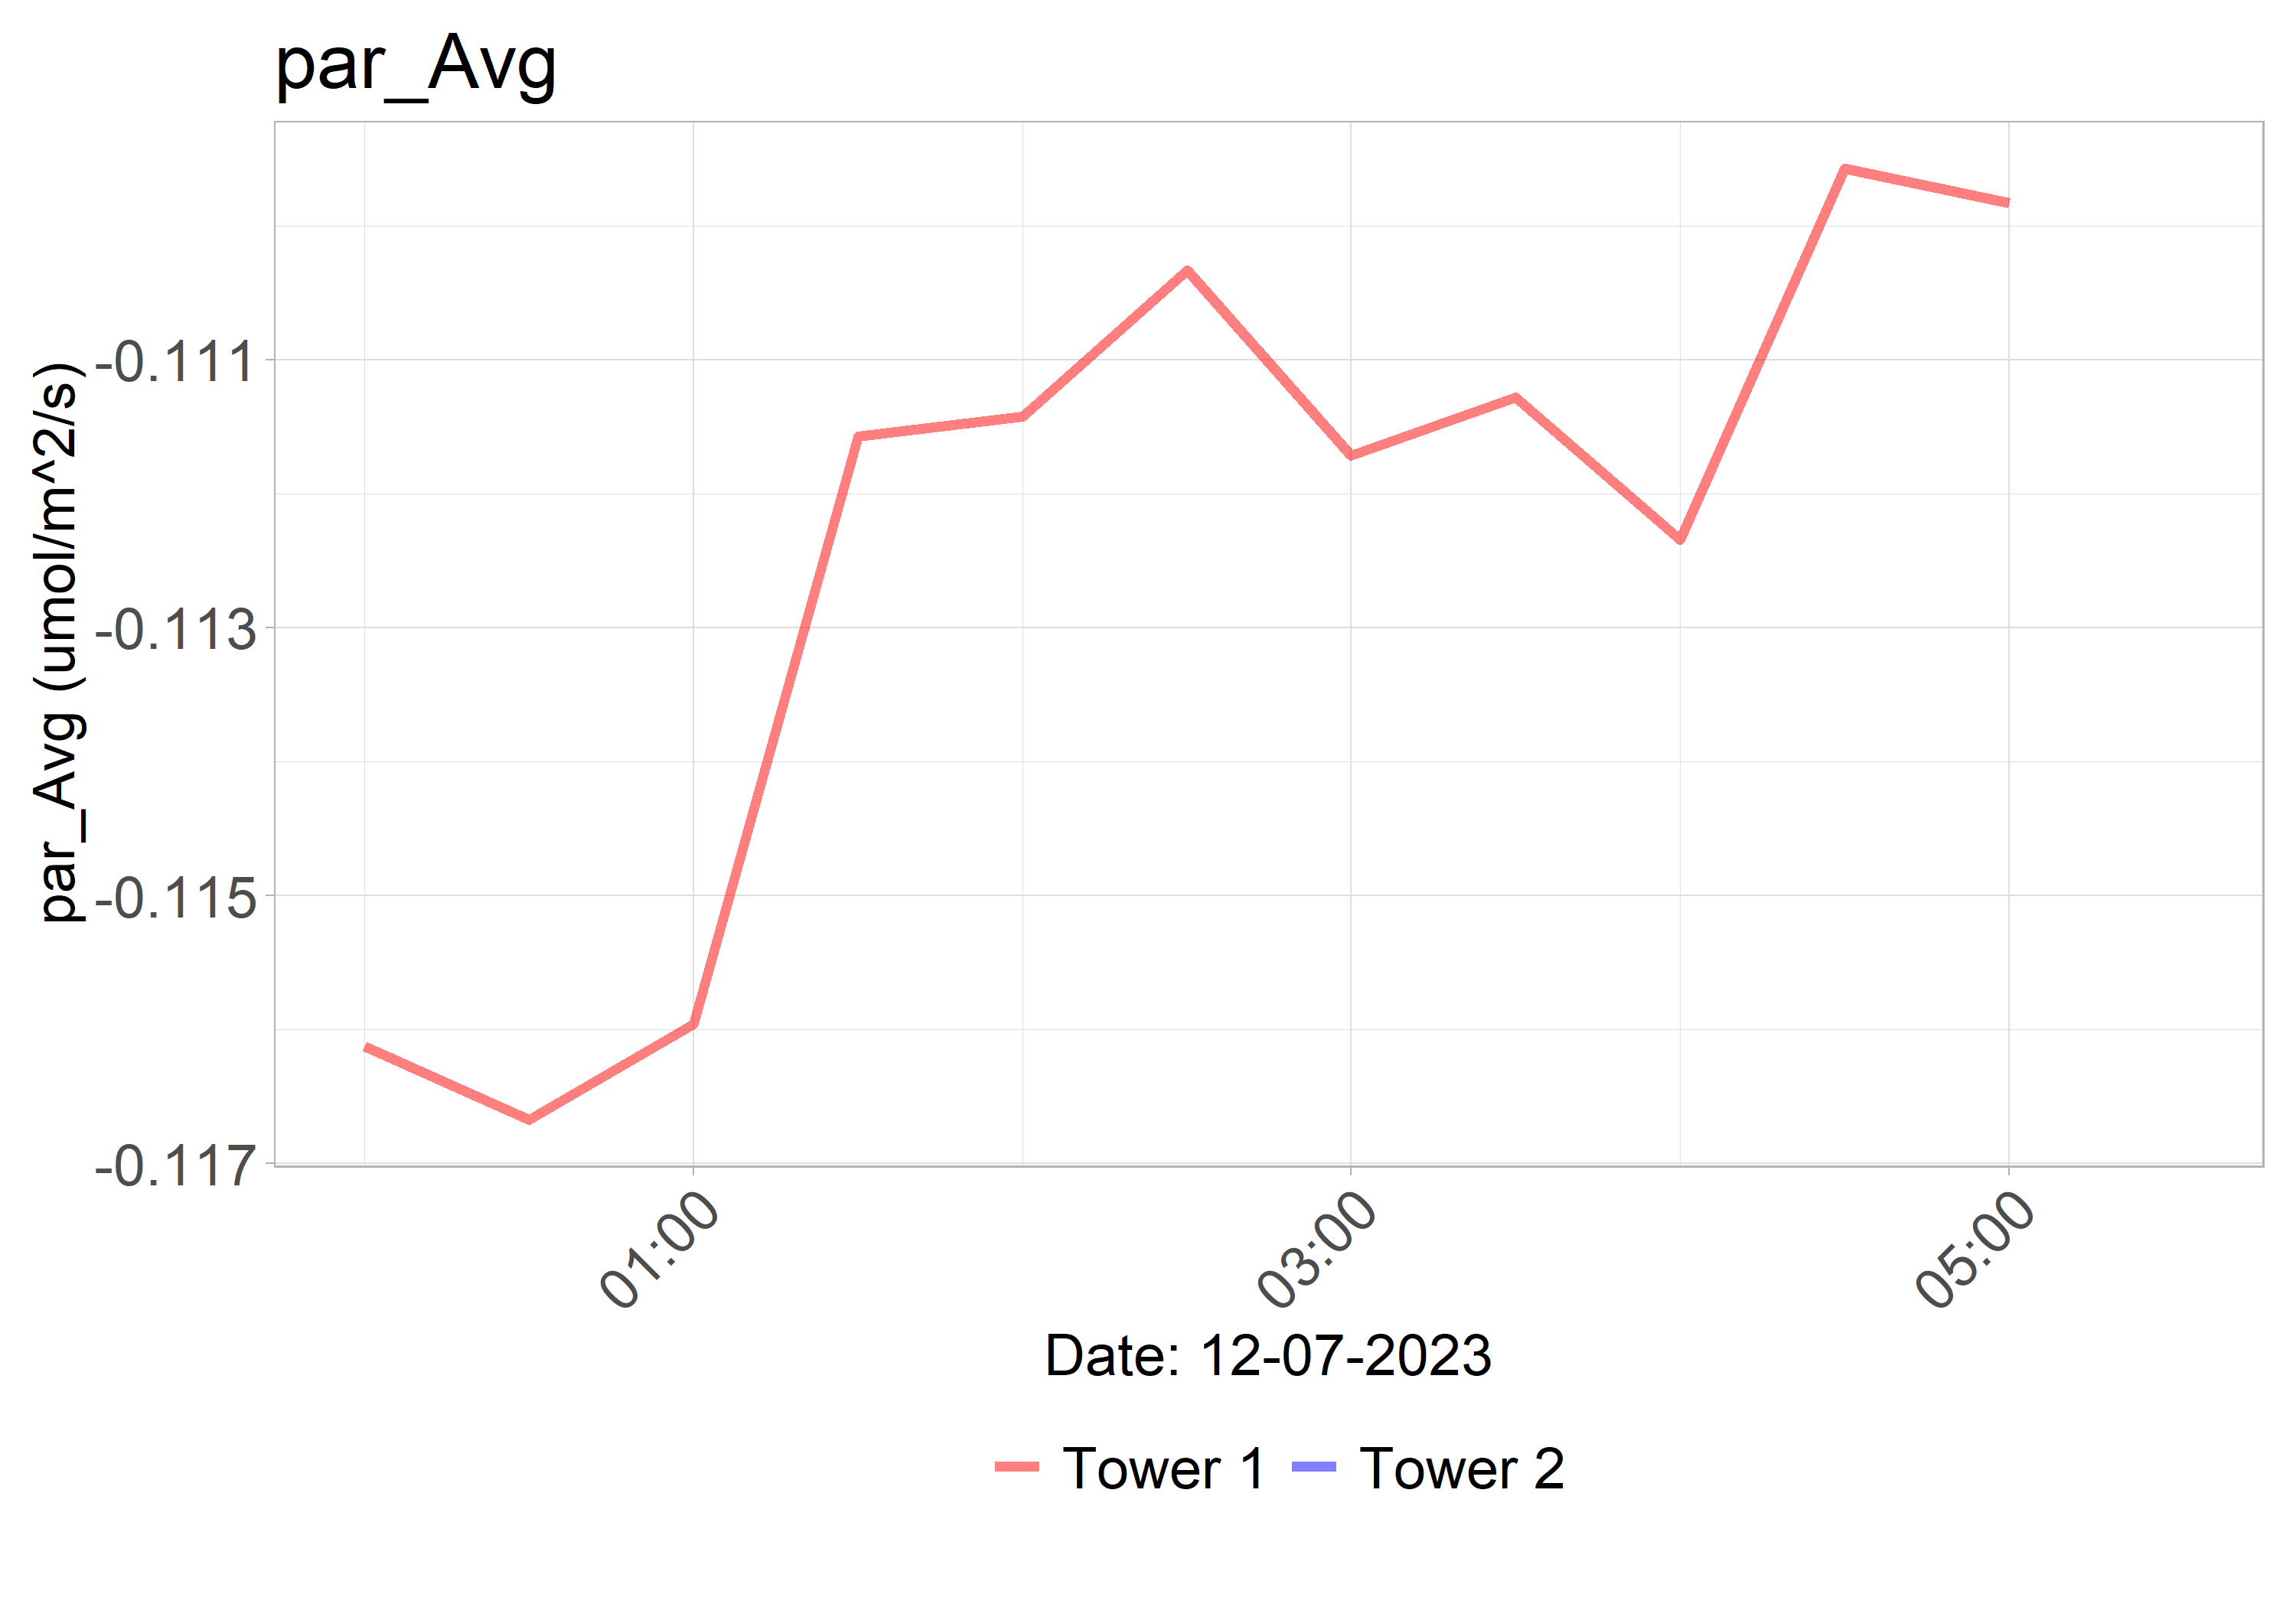 par_Avg
par_Avg (umol/m^2/s)
-0.111
-0.113
-0.115
-0.117
01:00
03:00
05:00
Date: 12-07-2023
Tower 1
Tower 2